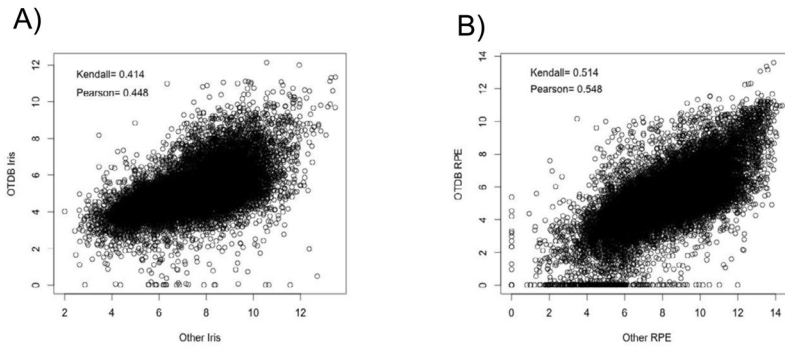 A)
Kendall= 0.414
Pearson= 0.448
12
10
8
6
4
2
0
OTDB Iris
2 4 6 8 10 12
Other Iris
B)
Kendall= 0.514
Pearson= 0.548
14
12
10
8
6
4
2
0
OTDB RPE
0 2 4 6 8 10 12 14
Other RPE